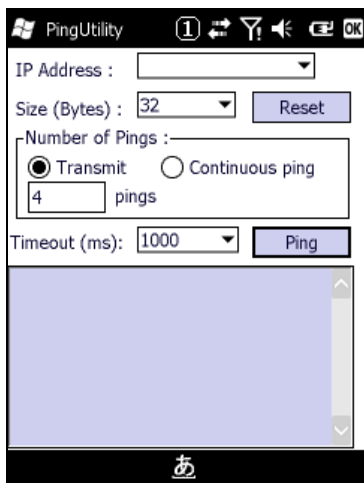 PingUtility 1 OK
IP Address :
Size (Bytes) : 32 Reset
Number of Pings :
Transmit Continuous ping
4 pings
Timeout (ms): 1000 Ping
あ